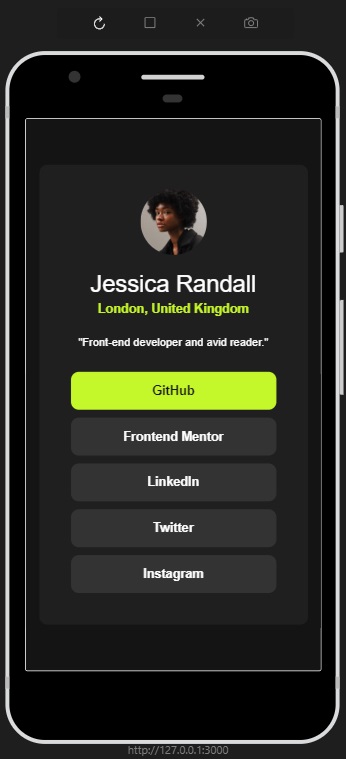 Jessica Randall
London, United Kingdom
"Front-end developer and avid reader."
GitHub
Frontend Mentor
LinkedIn
Twitter
Instagram
http://127.0.0.1:3000